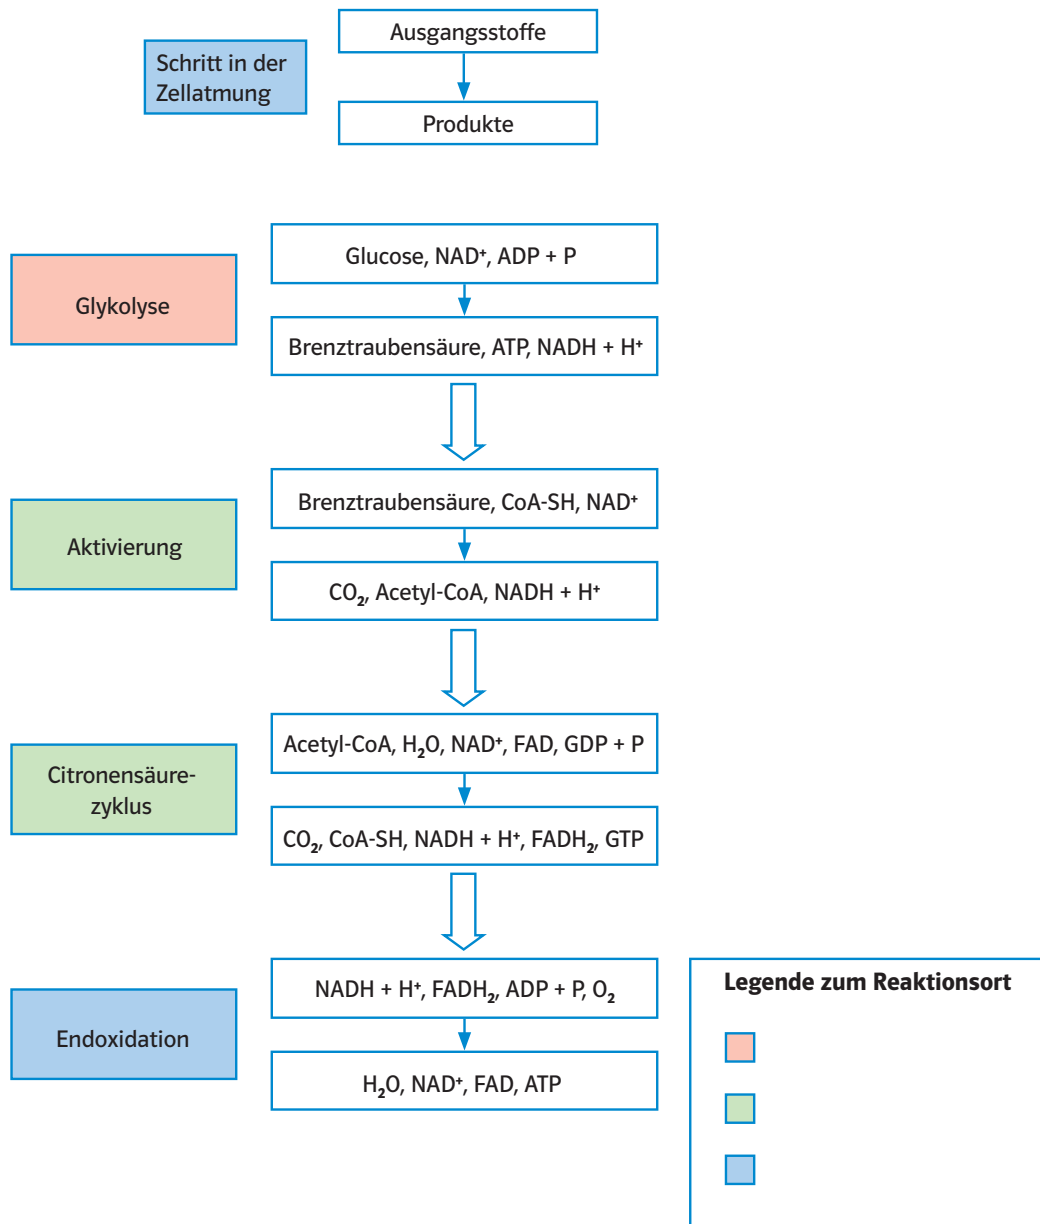 Ausgangsstoffe
Schritt in der
Zellatmung
Produkte
Glucose, NAD⁺, ADP + P
Glykolyse
Brenztraubensäure, ATP, NADH + H⁺
Brenztraubensäure, CoA-SH, NAD⁺
Aktivierung
CO₂, Acetyl-CoA, NADH + H⁺
Acetyl-CoA, H₂O, NAD⁺, FAD, GDP + P
Citronensäure-
zyklus
CO₂, CoA-SH, NADH + H⁺, FADH₂, GTP
NADH + H⁺, FADH₂, ADP + P, O₂
Endoxidation
H₂O, NAD⁺, FAD, ATP
Legende zum Reaktionsort